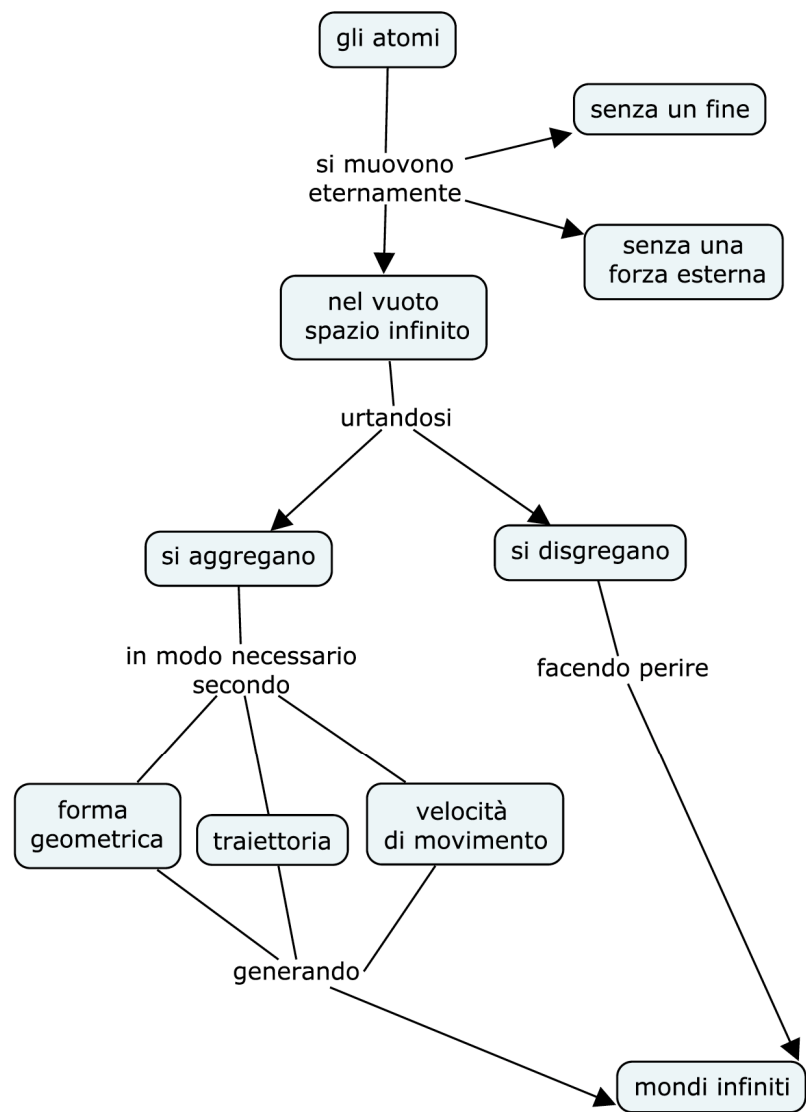 gli atomi
senza un fine
si muovono
eternamente
senza una
forza esterna
nel vuoto
spazio infinito
urtandosi
si aggregano
si disgregano
in modo necessario
secondo
facendo perire
forma
geometrica
traiettoria
velocità
di movimento
generando
mondi infiniti